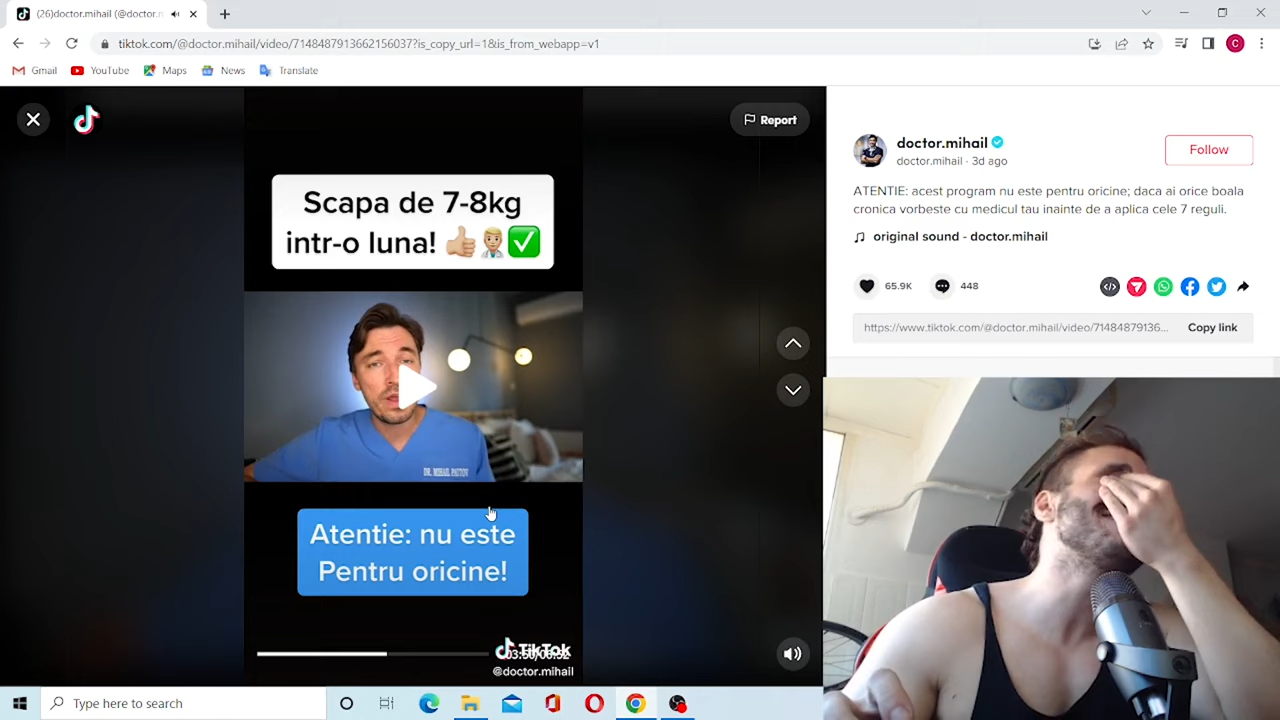 (26)doctor.mihail (@doctor.n
tiktok.com/@doctor.mihail/video/7148487913662156037?is_copy_url=1&is_from_webapp=v1
C
Gmail
YouTube
Maps
News
Translate
Report
Scapa de 7-8kg
intr-o luna! 👍🏼👨🏼‍⚕️✅
DR. MIHAIL PAUTOV
Atentie: nu este
Pentru oricine!
TikTok
@doctor.mihail
doctor.mihail
doctor.mihail · 3d ago
Follow
ATENTIE: acest program nu este pentru oricine; daca ai orice boala
cronica vorbeste cu medicul tau inainte de a aplica cele 7 reguli.
original sound - doctor.mihail
65.9K
448
https://www.tiktok.com/@doctor.mihail/video/71484879136...
Copy link
Type here to search